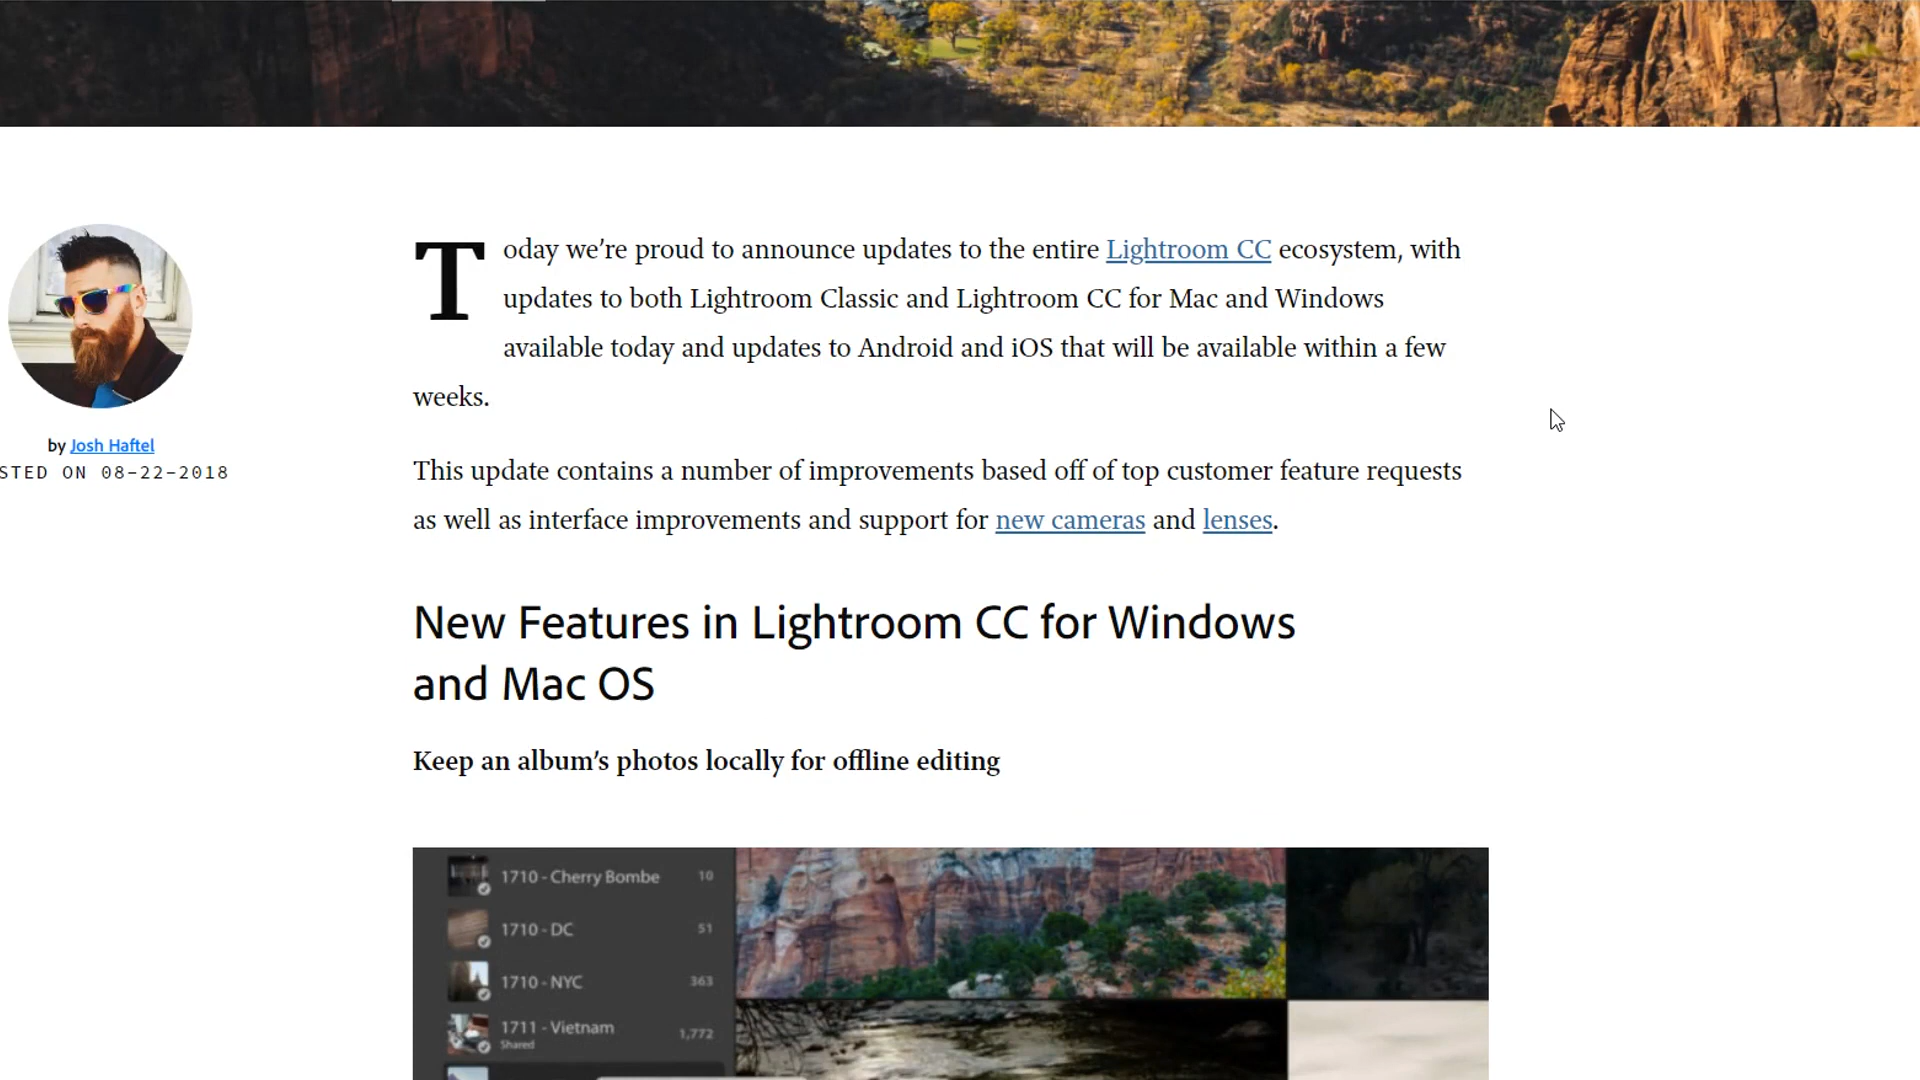 Today we’re proud to announce updates to the entire Lightroom CC ecosystem, with
updates to both Lightroom Classic and Lightroom CC for Mac and Windows
available today and updates to Android and iOS that will be available within a few
weeks.
by Josh Haftel
STED ON 08-22-2018
This update contains a number of improvements based off of top customer feature requests
as well as interface improvements and support for new cameras and lenses.
New Features in Lightroom CC for Windows
and Mac OS
Keep an album’s photos locally for offline editing
1710 - Cherry Bombe 10
1710 - DC 51
1710 - NYC 363
1711 - Vietnam 1,772
Shared